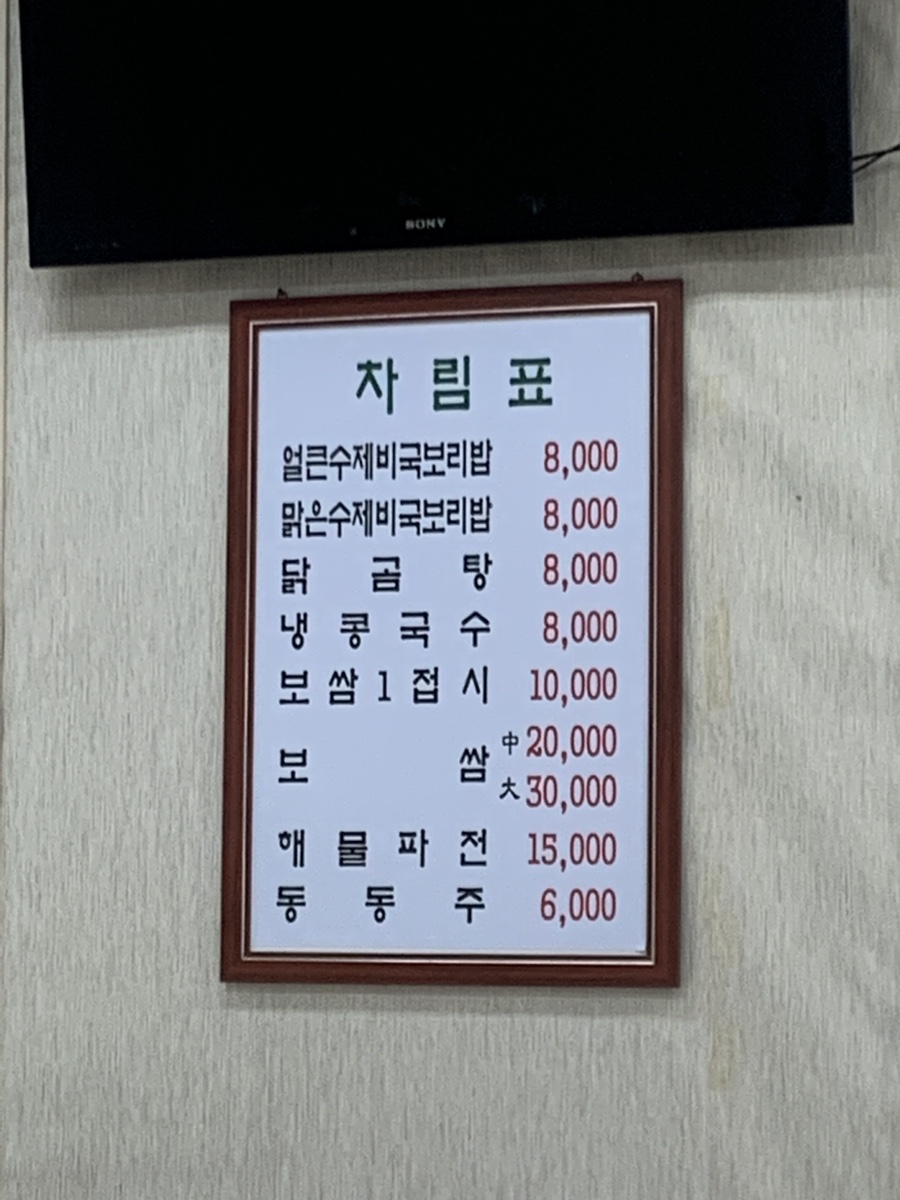 SONY
차림표
얼큰수제비국보리밥 8,000
맑은수제비국보리밥 8,000
닭곰탕 8,000
냉콩국수 8,000
보쌈1접시 10,000
보쌈 中 20,000
大 30,000
해물파전 15,000
동동주 6,000